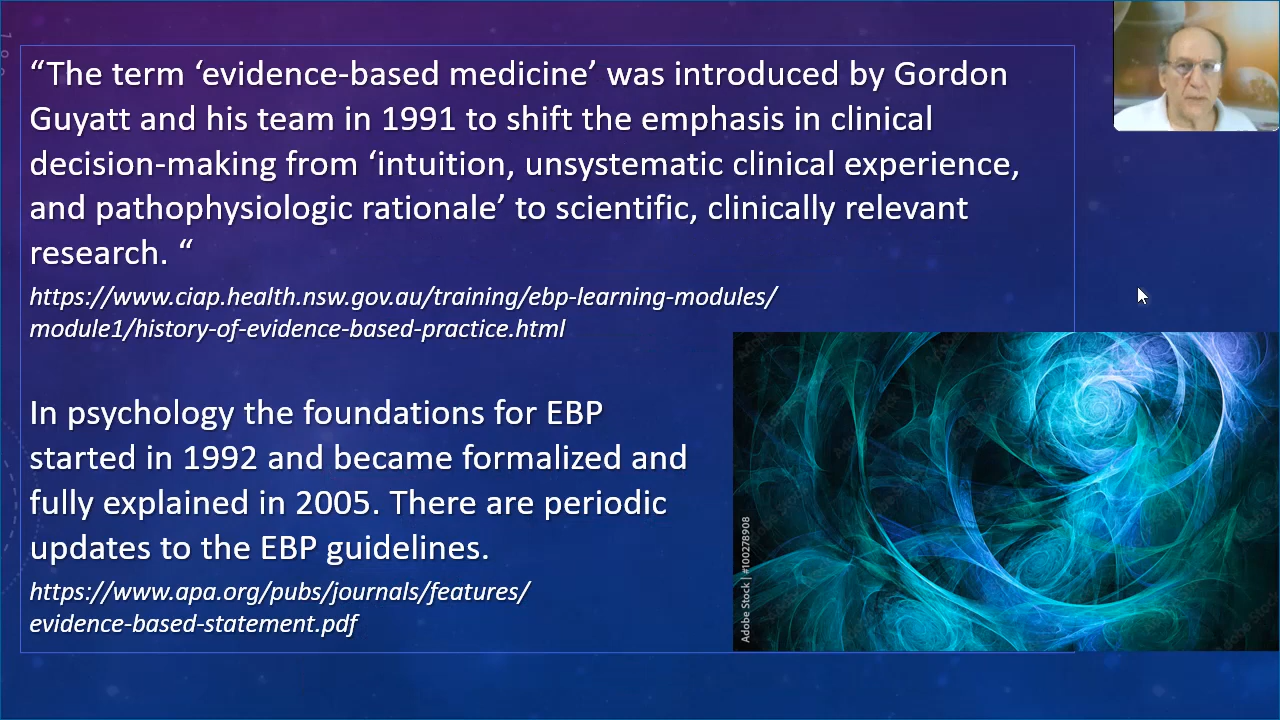 “The term ‘evidence-based medicine’ was introduced by Gordon
Guyatt and his team in 1991 to shift the emphasis in clinical
decision-making from ‘intuition, unsystematic clinical experience,
and pathophysiologic rationale’ to scientific, clinically relevant
research. “
https://www.ciap.health.nsw.gov.au/training/ebp-learning-modules/
module1/history-of-evidence-based-practice.html
In psychology the foundations for EBP
started in 1992 and became formalized and
fully explained in 2005. There are periodic
updates to the EBP guidelines.
https://www.apa.org/pubs/journals/features/
evidence-based-statement.pdf
Adobe Stock | #100278908